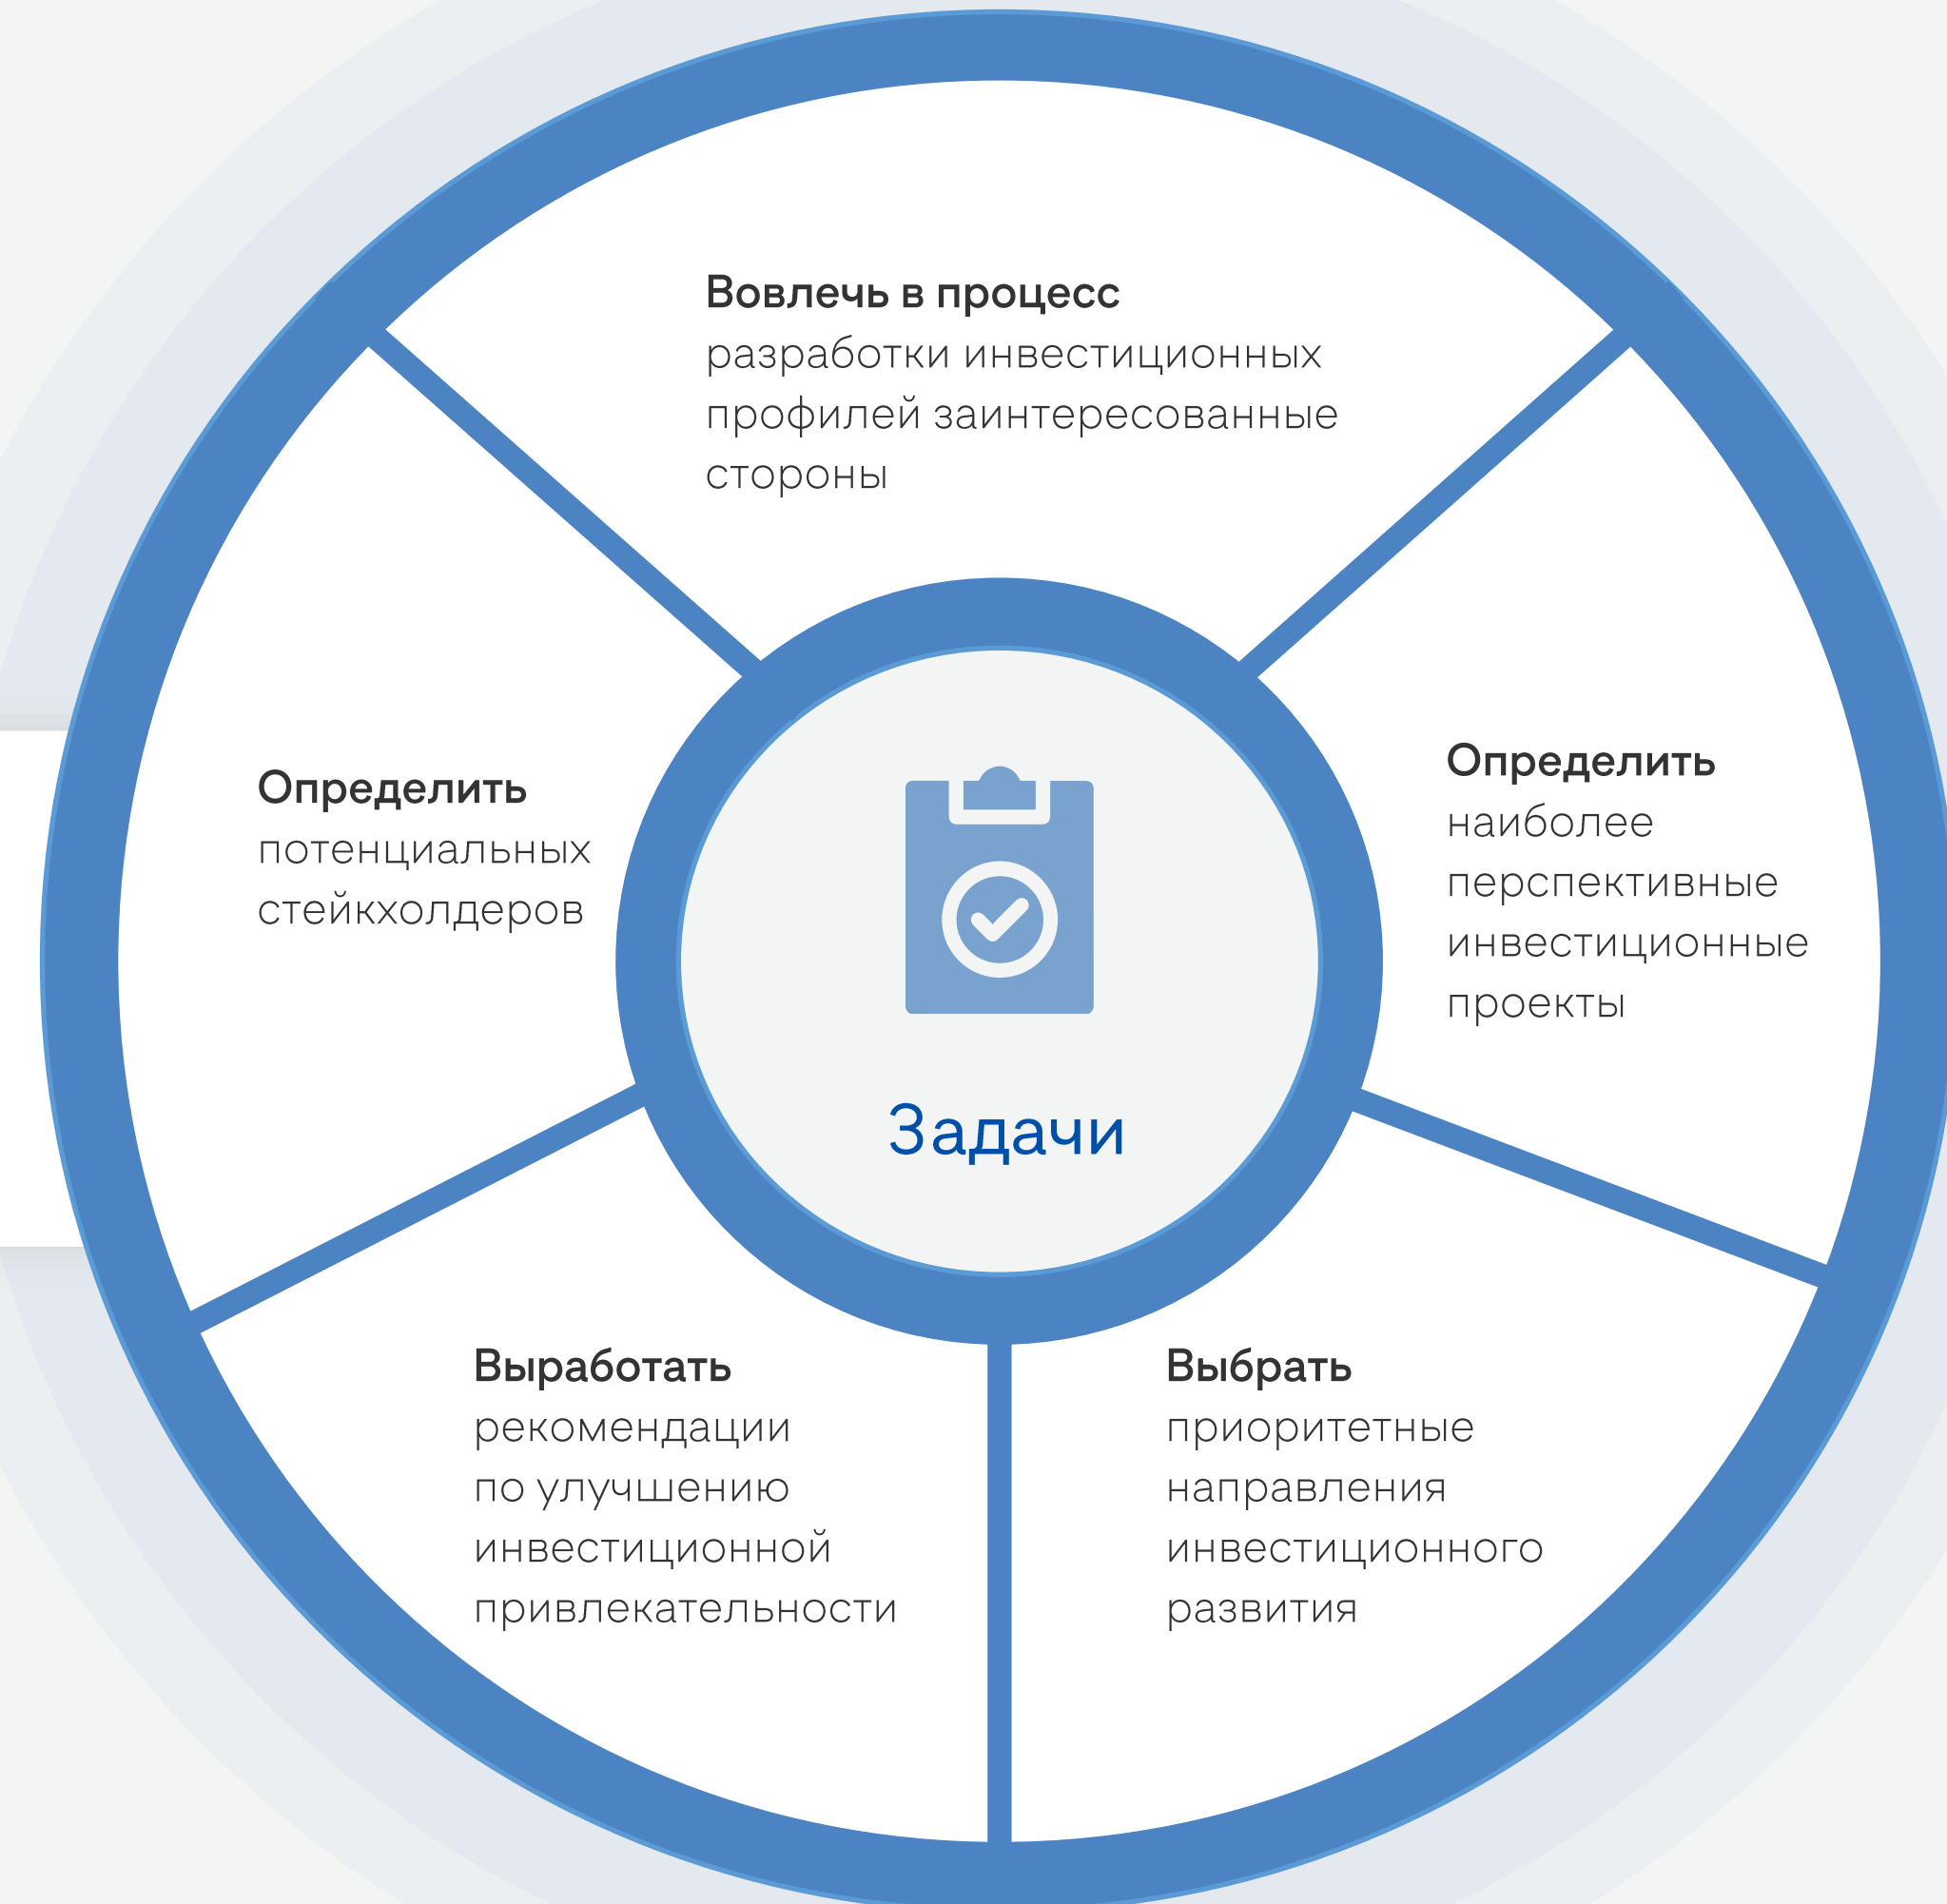 Вовлечь в процесс
разработки инвестиционных
профилей заинтересованные
стороны
Определить
потенциальных
стейкхолдеров
Определить
наиболее
перспективные
инвестиционные
проекты
Задачи
Выработать
рекомендации
по улучшению
инвестиционной
привлекательности
Выбрать
приоритетные
направления
инвестиционного
развития